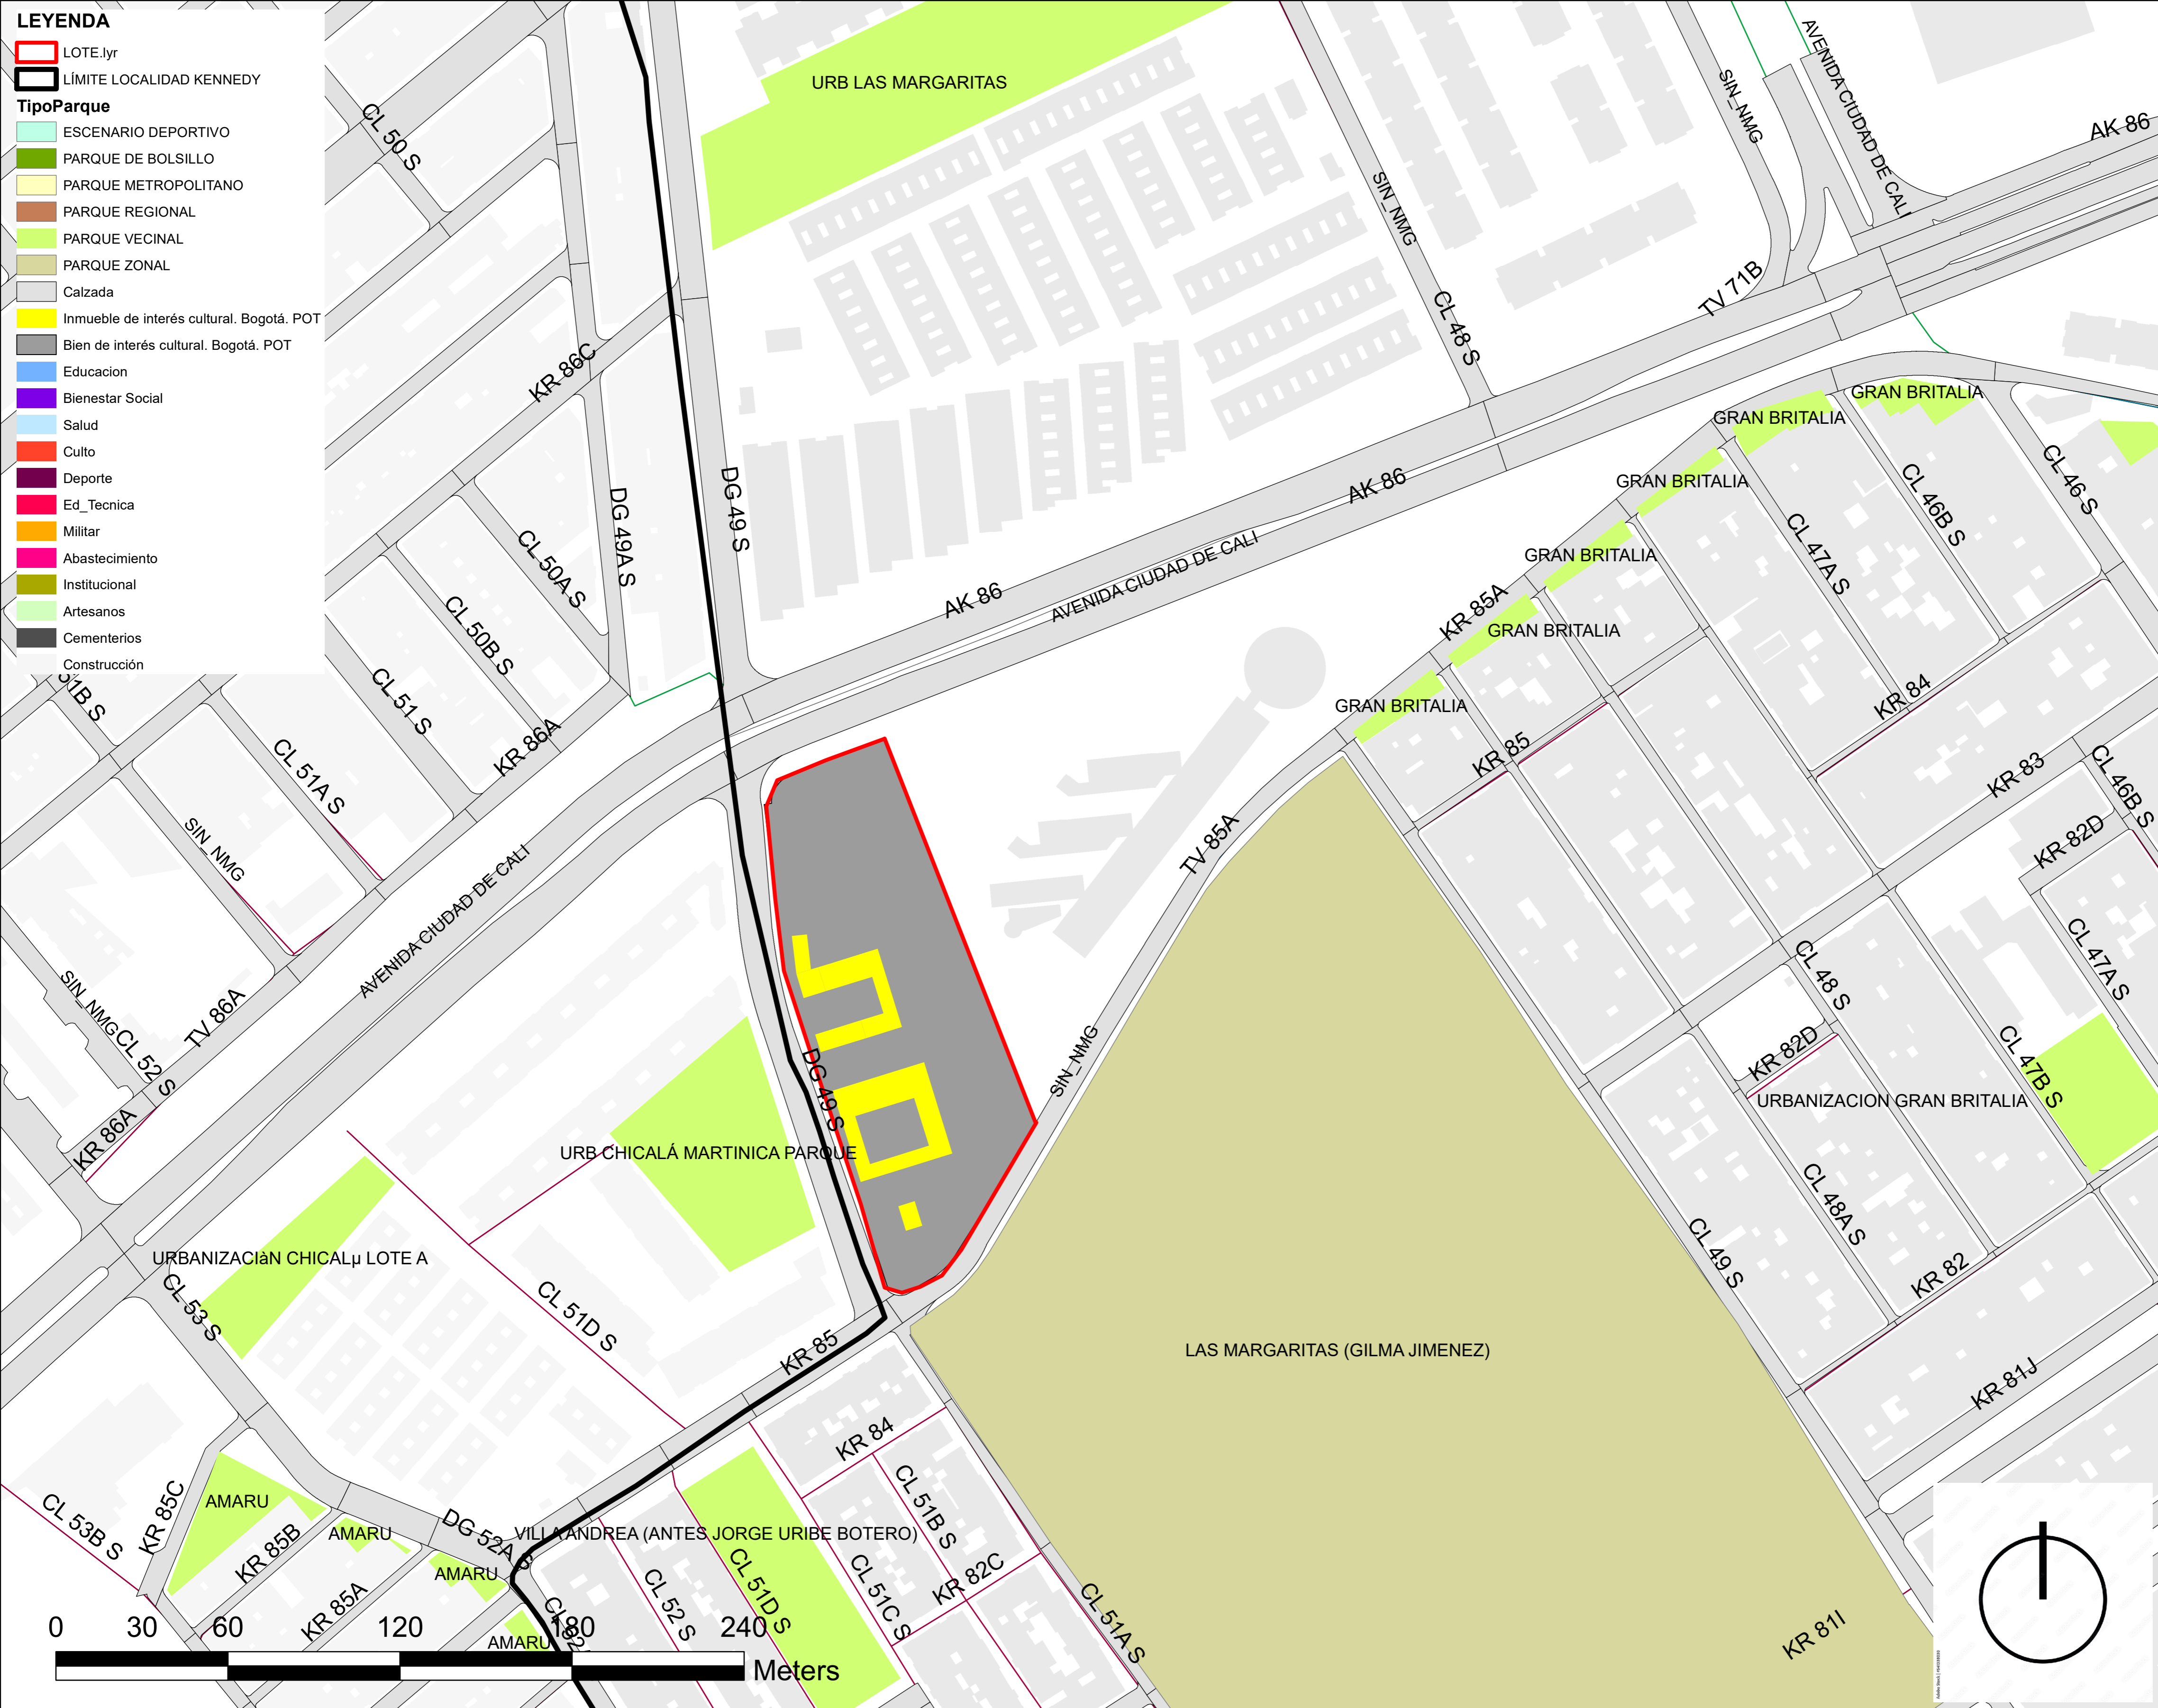 LEYENDA
LOTE.lyr
LÍMITE LOCALIDAD KENNEDY
TipoParque
ESCENARIO DEPORTIVO
PARQUE DE BOLSILLO
PARQUE METROPOLITANO
PARQUE REGIONAL
PARQUE VECINAL
PARQUE ZONAL
Calzada
Inmueble de interés cultural. Bogotá. POT
Bien de interés cultural. Bogotá. POT
Educacion
Bienestar Social
Salud
Culto
Deporte
Ed_Tecnica
Militar
Abastecimiento
Institucional
Artesanos
Cementerios
Construcción
CL 50 S
URB LAS MARGARITAS
SIN_NMG
AVENIDA CIUDAD DE CALI
AK 86
SIN_NMG
TV 71B
CL 48 S
KR 86C
DG 49 S
DG 49A S
CL 50A S
CL 50B S
CL 51 S
51B S
KR 86A
CL 51A S
SIN_NMG
AK 86
AVENIDA CIUDAD DE CALI
AK 86
GRAN BRITALIA
GRAN BRITALIA
GRAN BRITALIA
GRAN BRITALIA
GRAN BRITALIA
GRAN BRITALIA
KR 85A
CL 46 S
CL 46B S
CL 47A S
KR 84
KR 85
KR 83
CL 46B S
KR 82D
TV 85A
CL 47A S
CL 48 S
KR 82D
CL 47B S
URBANIZACION GRAN BRITALIA
CL 48A S
KR 82
CL 49 S
KR 81J
AVENIDA CIUDAD DE CALI
SIN_NMG
CL 52 S
TV 86A
KR 86A
SIN_NMG
DG 49 S
URB CHICALÁ MARTINICA PARQUE
URBANIZACIàN CHICALµ LOTE A
CL 53 S
CL 51D S
KR 85
LAS MARGARITAS (GILMA JIMENEZ)
KR 84
CL 51B S
KR 85C
AMARU
CL 53B S
KR 85B
AMARU
DG 52A S
VILLA ANDREA (ANTES JORGE URIBE BOTERO)
AMARU
KR 85A
CL 52 S
CL 51D S
CL 51C S
KR 82C
CL 51A S
KR 81I
AMARU
0 30 60 120 180 240
Meters